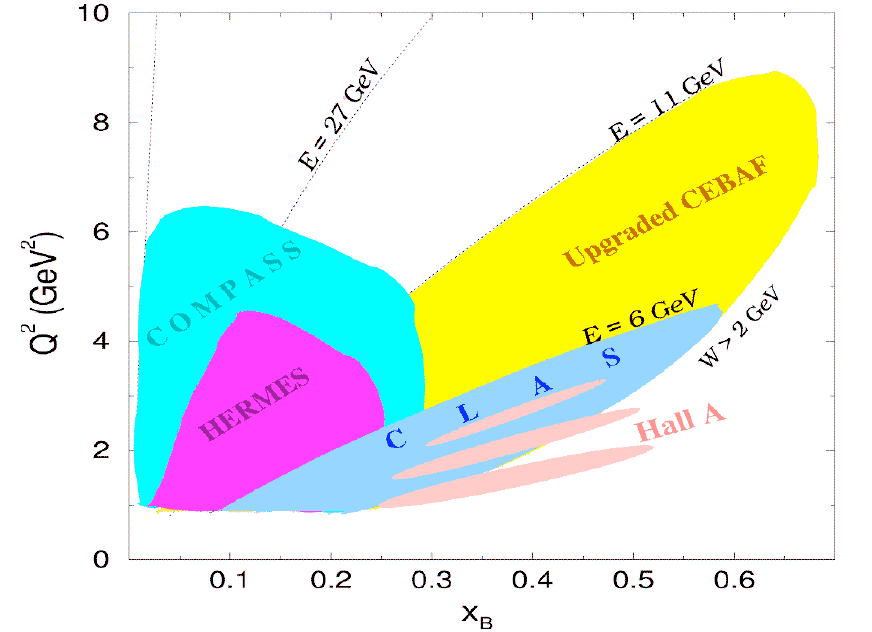 10
8
6
4
2
0
Q² (GeV²)
E = 27 GeV
E = 11 GeV
Upgraded CEBAF
COMPASS
E = 6 GeV
W > 2 GeV
HERMES
CLAS
Hall A
0.1 0.2 0.3 0.4 0.5 0.6
x_B